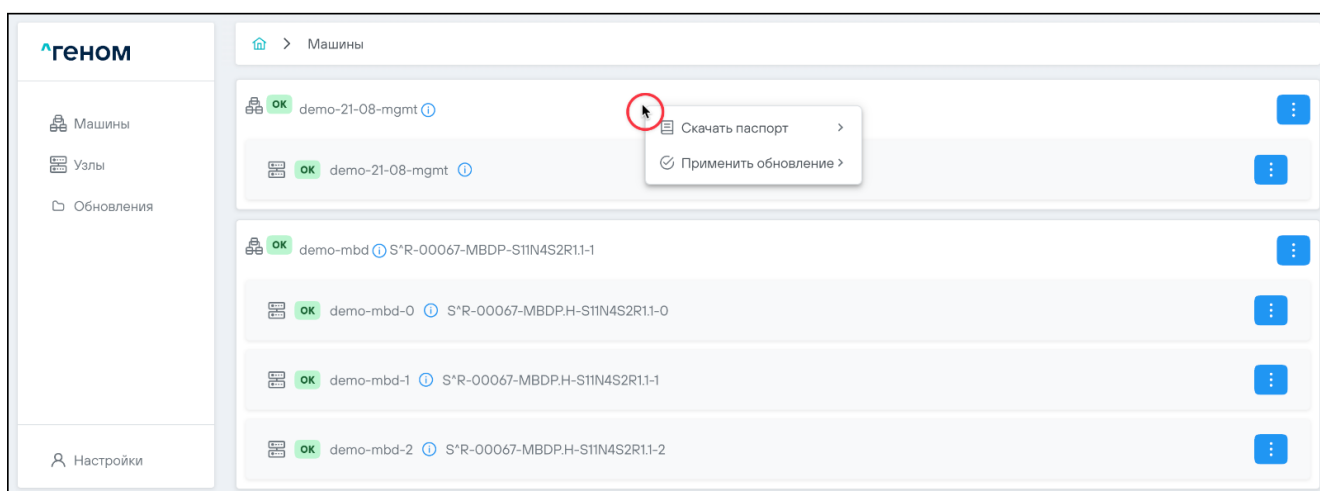 ^геном
Машины
Узлы
Обновления
Настройки
Машины
OK demo-21-08-mgmt
Скачать паспорт
Применить обновление
OK demo-21-08-mgmt
OK demo-mbd S^R-00067-MBDP-S11N4S2R1.1-1
OK demo-mbd-0 S^R-00067-MBDP.H-S11N4S2R1.1-0
OK demo-mbd-1 S^R-00067-MBDP.H-S11N4S2R1.1-1
OK demo-mbd-2 S^R-00067-MBDP.H-S11N4S2R1.1-2